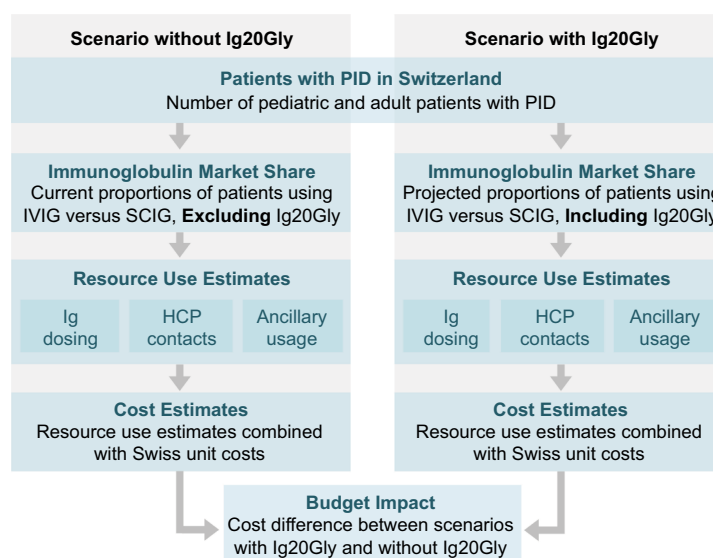 Scenario without Ig20Gly
Scenario with Ig20Gly
Patients with PID in Switzerland
Number of pediatric and adult patients with PID
Immunoglobulin Market Share
Current proportions of patients using
IVIG versus SCIG, Excluding Ig20Gly
Immunoglobulin Market Share
Projected proportions of patients using
IVIG versus SCIG, Including Ig20Gly
Resource Use Estimates
Ig
dosing
HCP
contacts
Ancillary
usage
Resource Use Estimates
Ig
dosing
HCP
contacts
Ancillary
usage
Cost Estimates
Resource use estimates combined
with Swiss unit costs
Cost Estimates
Resource use estimates combined
with Swiss unit costs
Budget Impact
Cost difference between scenarios
with Ig20Gly and without Ig20Gly